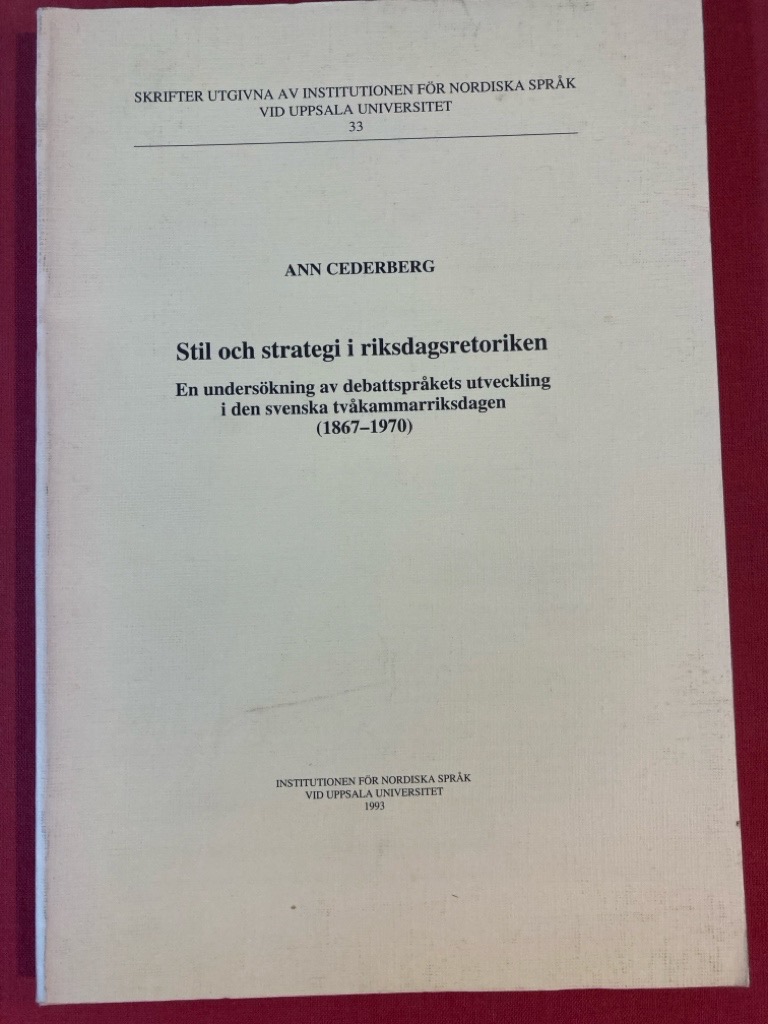 SKRIFTER UTGIVNA AV INSTITUTIONEN FÖR NORDISKA SPRÅK
VID UPPSALA UNIVERSITET
33
ANN CEDERBERG
Stil och strategi i riksdagsretoriken
En undersökning av debattspråkets utveckling
i den svenska tvåkammarriksdagen
(1867–1970)
INSTITUTIONEN FÖR NORDISKA SPRÅK
VID UPPSALA UNIVERSITET
1993